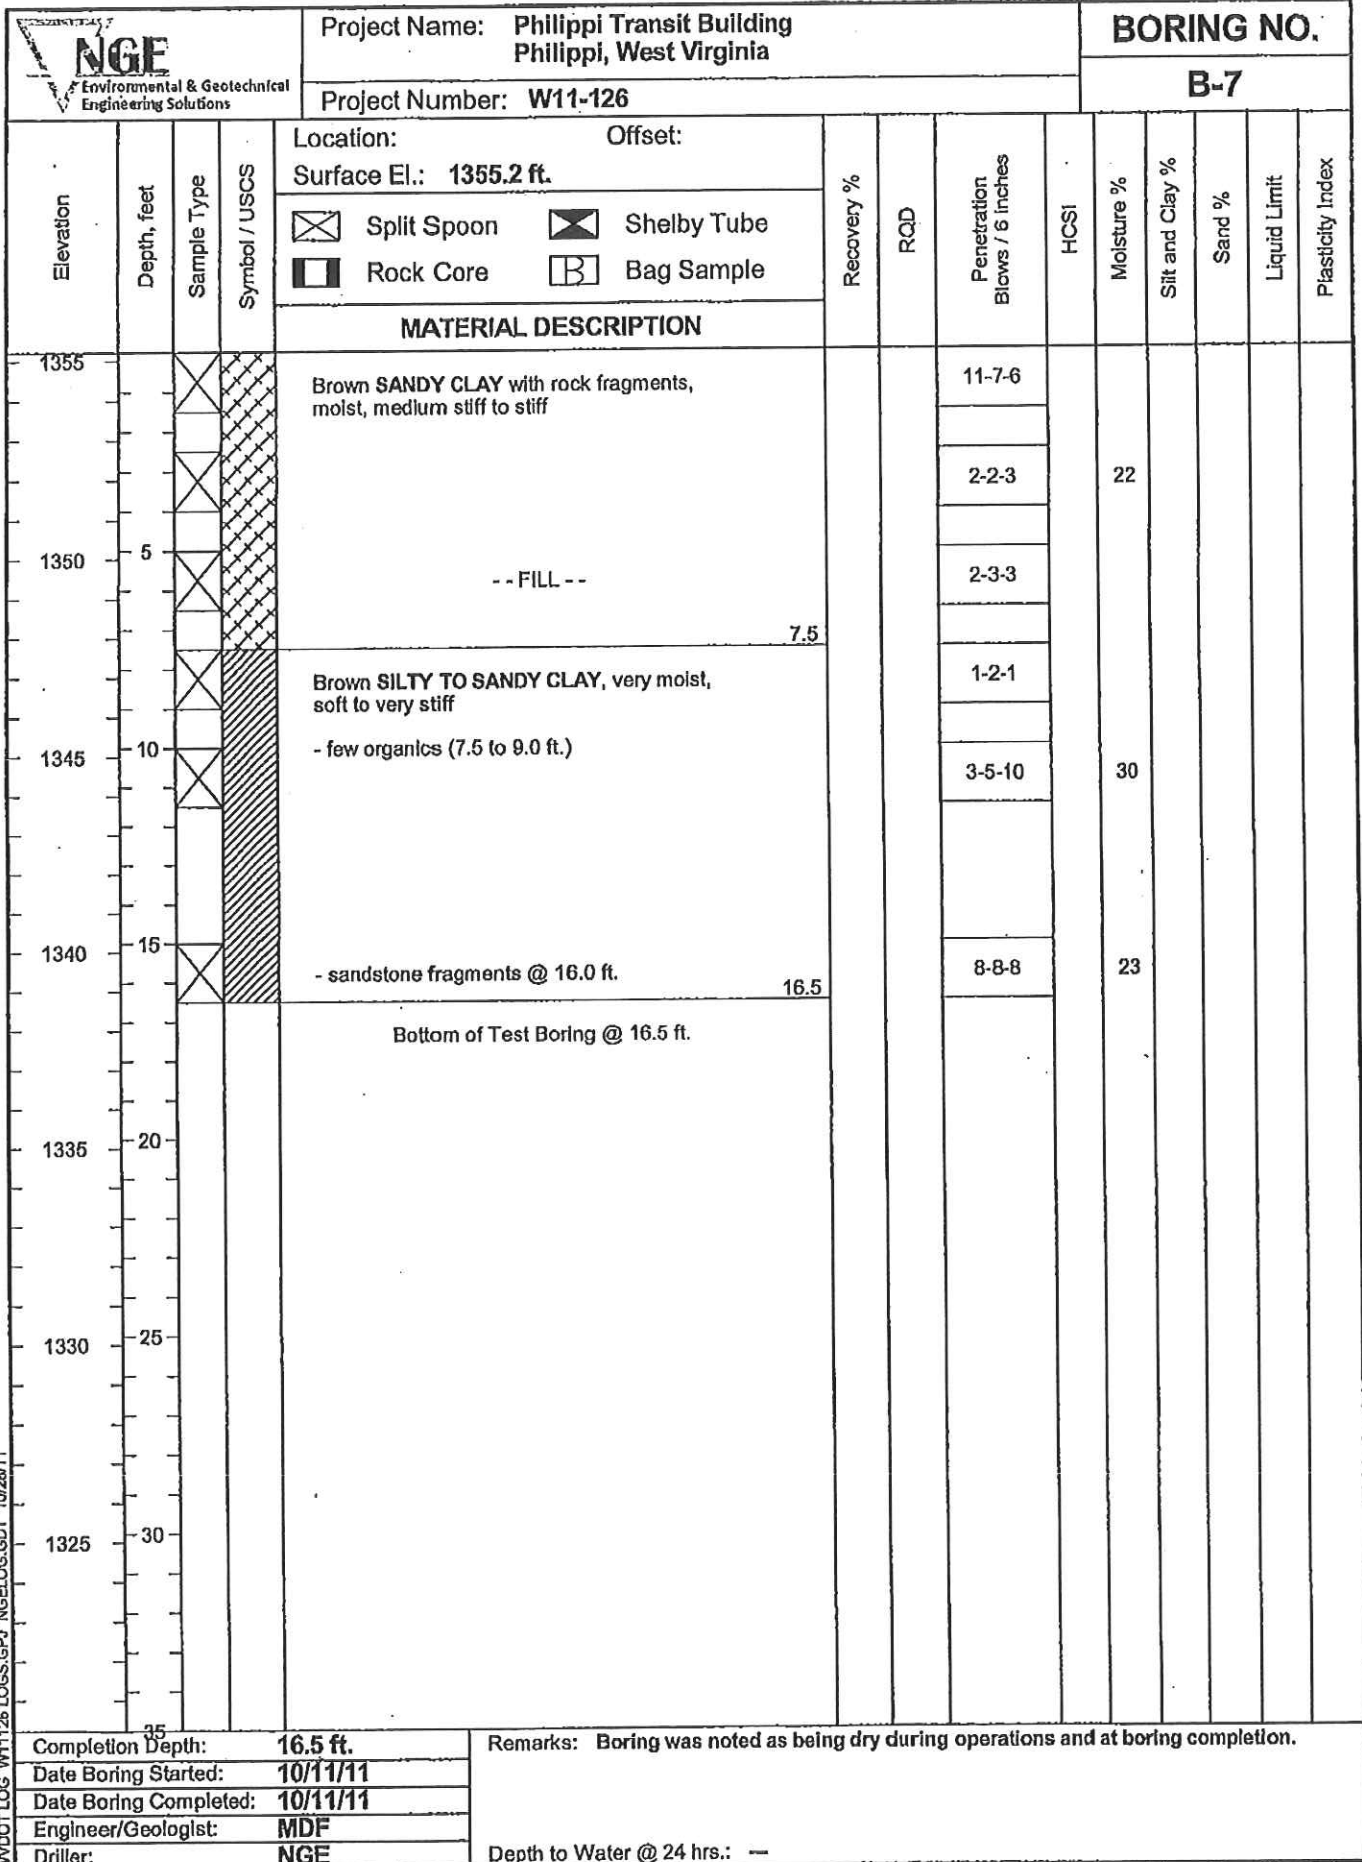 NGE
Environmental & Geotechnical
Engineering Solutions
Project Name: Philippi Transit Building
Philippi, West Virginia
Project Number: W11-126
BORING NO.
B-7
Elevation
Depth, feet
Sample Type
Symbol / USCS
Location: Offset:
Surface El.: 1355.2 ft.
Split Spoon
Shelby Tube
Rock Core
B Bag Sample
MATERIAL DESCRIPTION
Recovery %
RQD
Penetration
Blows / 6 inches
HCSI
Moisture %
Silt and Clay %
Sand %
Liquid Limit
Plasticity Index
1355
Brown SANDY CLAY with rock fragments,
moist, medium stiff to stiff
11-7-6
2-2-3 22
1350 5
- - FILL - -
2-3-3
7.5
Brown SILTY TO SANDY CLAY, very moist,
soft to very stiff
1-2-1
- few organics (7.5 to 9.0 ft.)
1345 10
3-5-10 30
1340 15
- sandstone fragments @ 16.0 ft.
8-8-8 23
16.5
Bottom of Test Boring @ 16.5 ft.
1335 20
1330 25
1325 30
35
Completion Depth: 16.5 ft.
Date Boring Started: 10/11/11
Date Boring Completed: 10/11/11
Engineer/Geologist: MDF
Driller: NGE
Remarks: Boring was noted as being dry during operations and at boring completion.
Depth to Water @ 24 hrs.: —
LOG W11126 LOGS.GPJ NGELOG.GDT